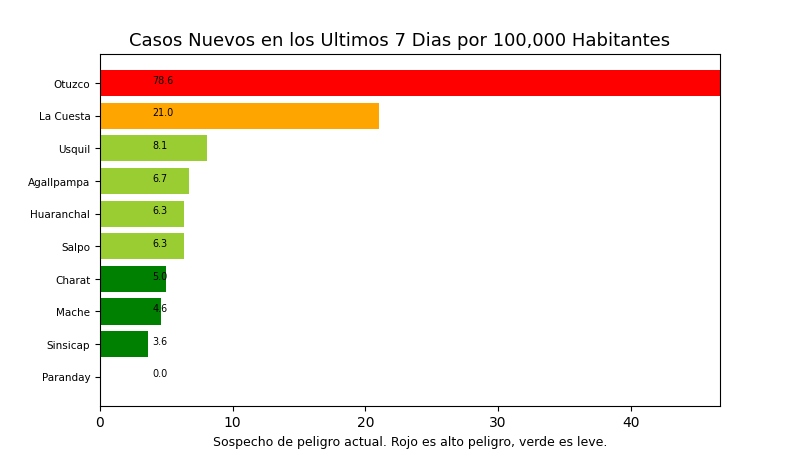 Casos Nuevos en los Ultimos 7 Dias por 100,000 Habitantes
Otuzco 78.6
La Cuesta 21.0
Usquil 8.1
Agallpampa 6.7
Huaranchal 6.3
Salpo 6.3
Charat 5.0
Mache 4.6
Sinsicap 3.6
Paranday 0.0
0 10 20 30 40
Sospecho de peligro actual. Rojo es alto peligro, verde es leve.